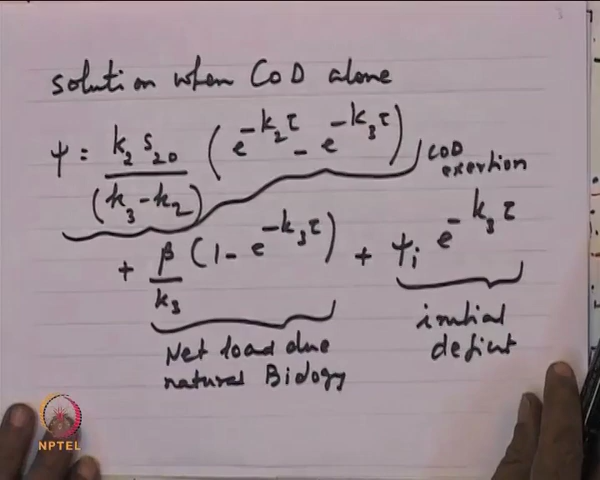 solution when COD alone
ψ = k₂ s₂₀ / (k₃ - k₂) (e^{-k₂τ} - e^{-k₃τ})
COD
exertion
+ β/k₃ (1 - e^{-k₃τ}) + ψᵢ e^{-k₃τ}
Net load due
natural Biology
initial
deficit
NPTEL